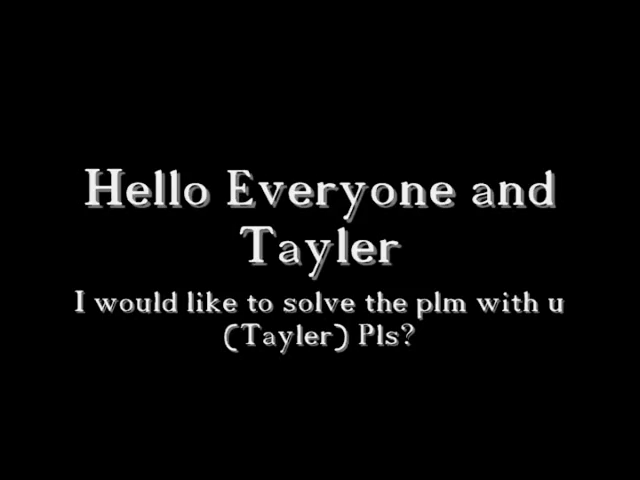 Hello Everyone and
Tayler
I would like to solve the plm with u
(Tayler) Pls?